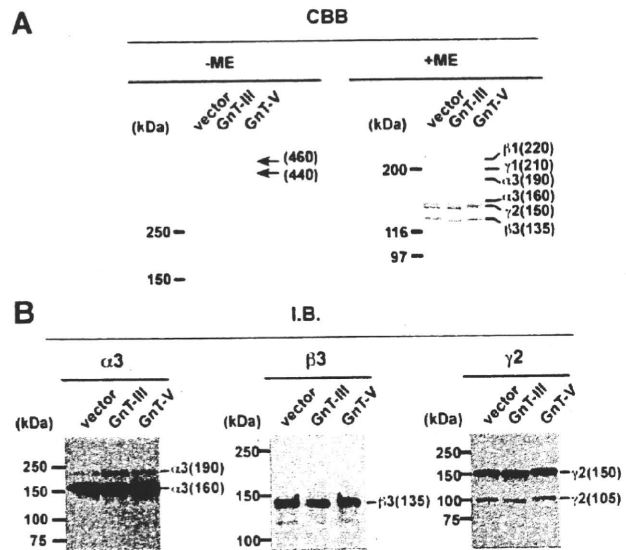 A
CBB
-ME
+ME
vector
GnT-III
GnT-V
vector
GnT-III
GnT-V
(kDa)
(kDa)
(460)
(440)
250
150
200
116
97
β1(220)
γ1(210)
α3(190)
α3(160)
γ2(150)
β3(135)
B
I.B.
α3
β3
γ2
vector
GnT-III
GnT-V
vector
GnT-III
GnT-V
vector
GnT-III
GnT-V
(kDa)
(kDa)
(kDa)
250
150
100
75
α3(190)
α3(160)
150
100
β3(135)
250
150
100
75
γ2(150)
γ2(105)